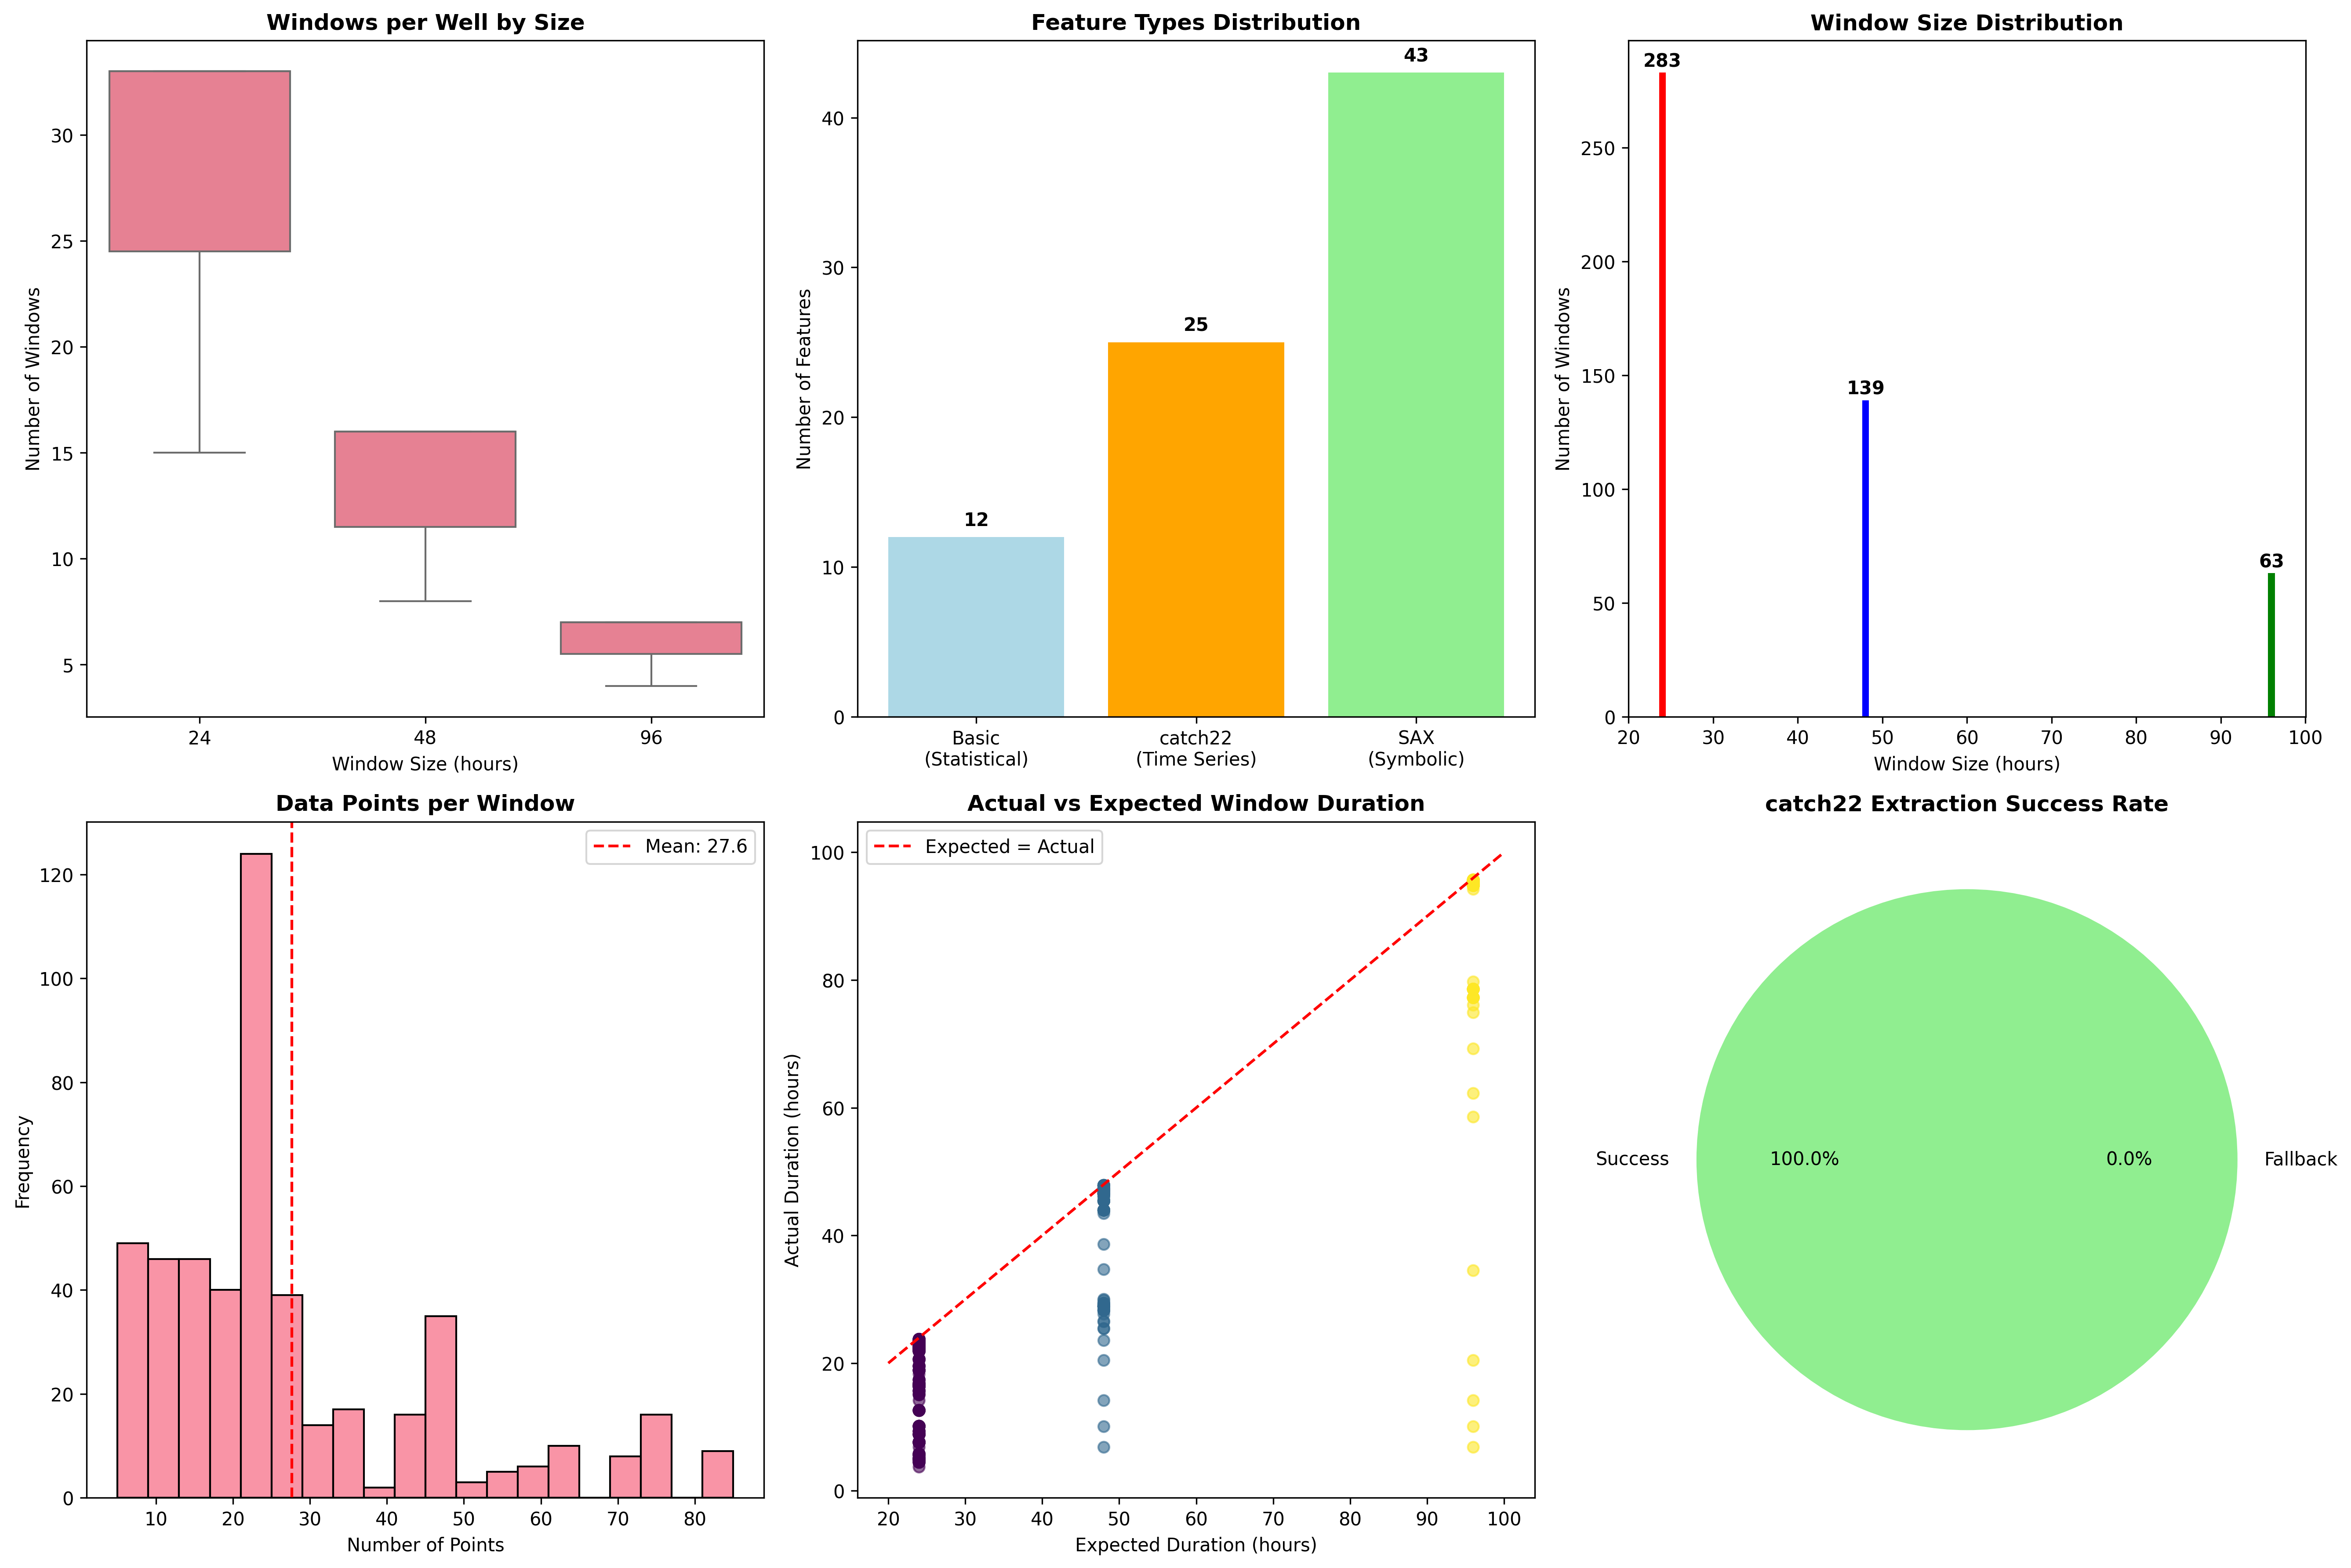 Windows per Well by Size
Number of Windows
30
25
20
15
10
5
24
48
96
Window Size (hours)
Feature Types Distribution
Number of Features
40
30
20
10
0
12
25
43
Basic
(Statistical)
catch22
(Time Series)
SAX
(Symbolic)
Window Size Distribution
Number of Windows
250
200
150
100
50
0
283
139
63
20
30
40
50
60
70
80
90
100
Window Size (hours)
Data Points per Window
Mean: 27.6
Frequency
120
100
80
60
40
20
0
10
20
30
40
50
60
70
80
Number of Points
Actual vs Expected Window Duration
Expected = Actual
Actual Duration (hours)
100
80
60
40
20
0
20
30
40
50
60
70
80
90
100
Expected Duration (hours)
catch22 Extraction Success Rate
Success
100.0%
0.0%
Fallback